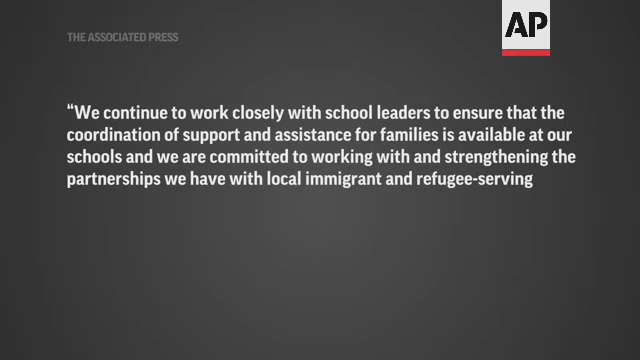 THE ASSOCIATED PRESS
AP
“We continue to work closely with school leaders to ensure that the
coordination of support and assistance for families is available at our
schools and we are committed to working with and strengthening the
partnerships we have with local immigrant and refugee-serving